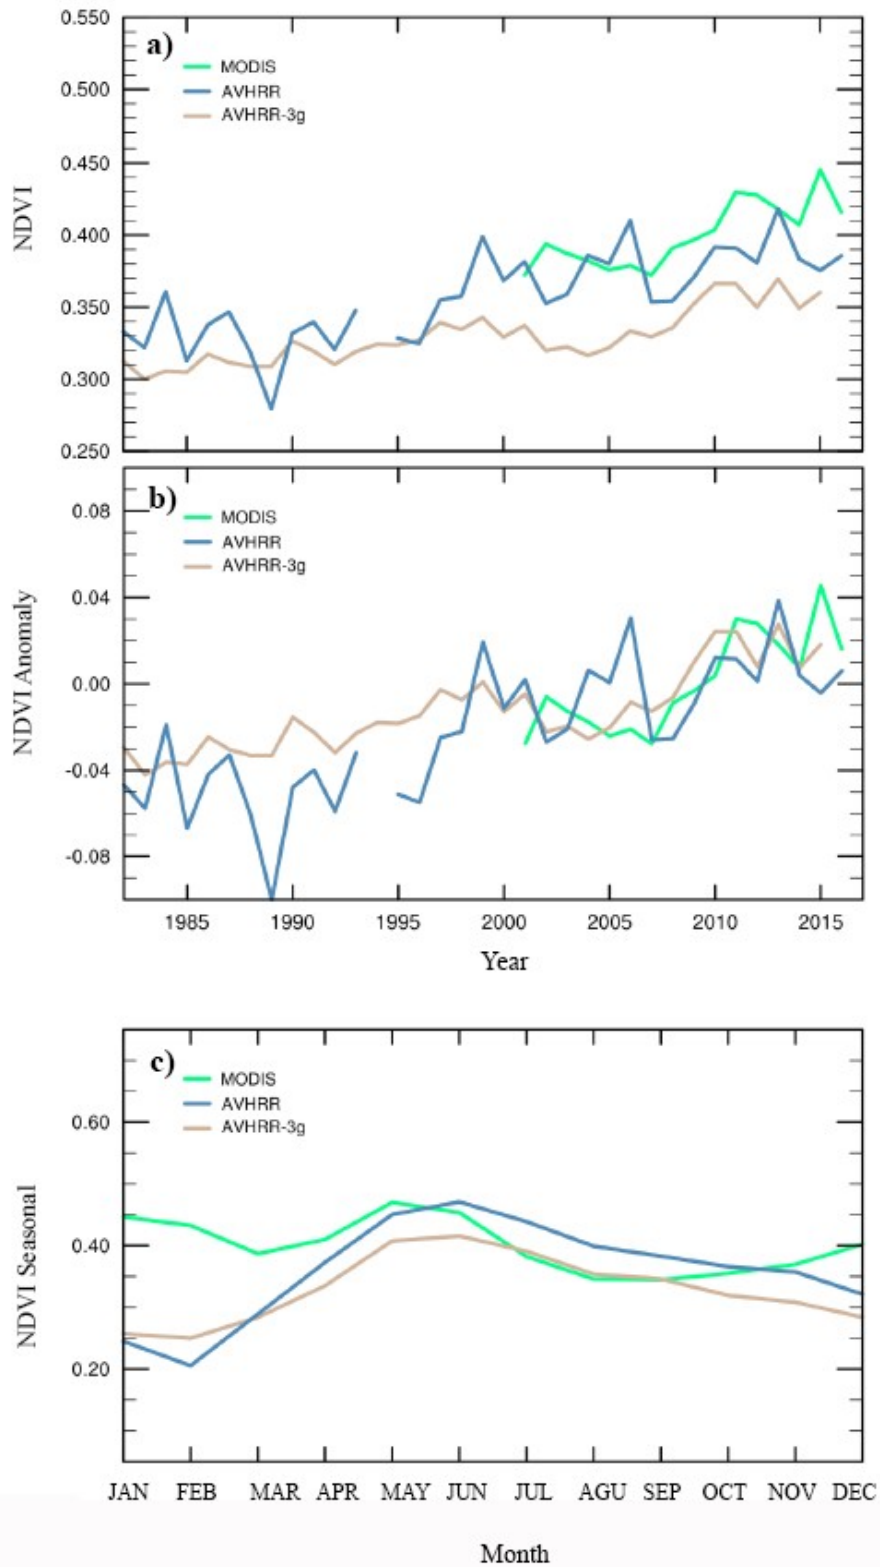 0.550
a)
MODIS
AVHRR
AVHRR-3g
0.500
0.450
0.400
0.350
0.300
0.250
NDVI
b)
MODIS
AVHRR
AVHRR-3g
0.08
0.04
0.00
-0.04
-0.08
NDVI Anomaly
1985 1990 1995 2000 2005 2010 2015
Year
c)
MODIS
AVHRR
AVHRR-3g
0.60
0.40
0.20
NDVI Seasonal
JAN FEB MAR APR MAY JUN JUL AGU SEP OCT NOV DEC
Month